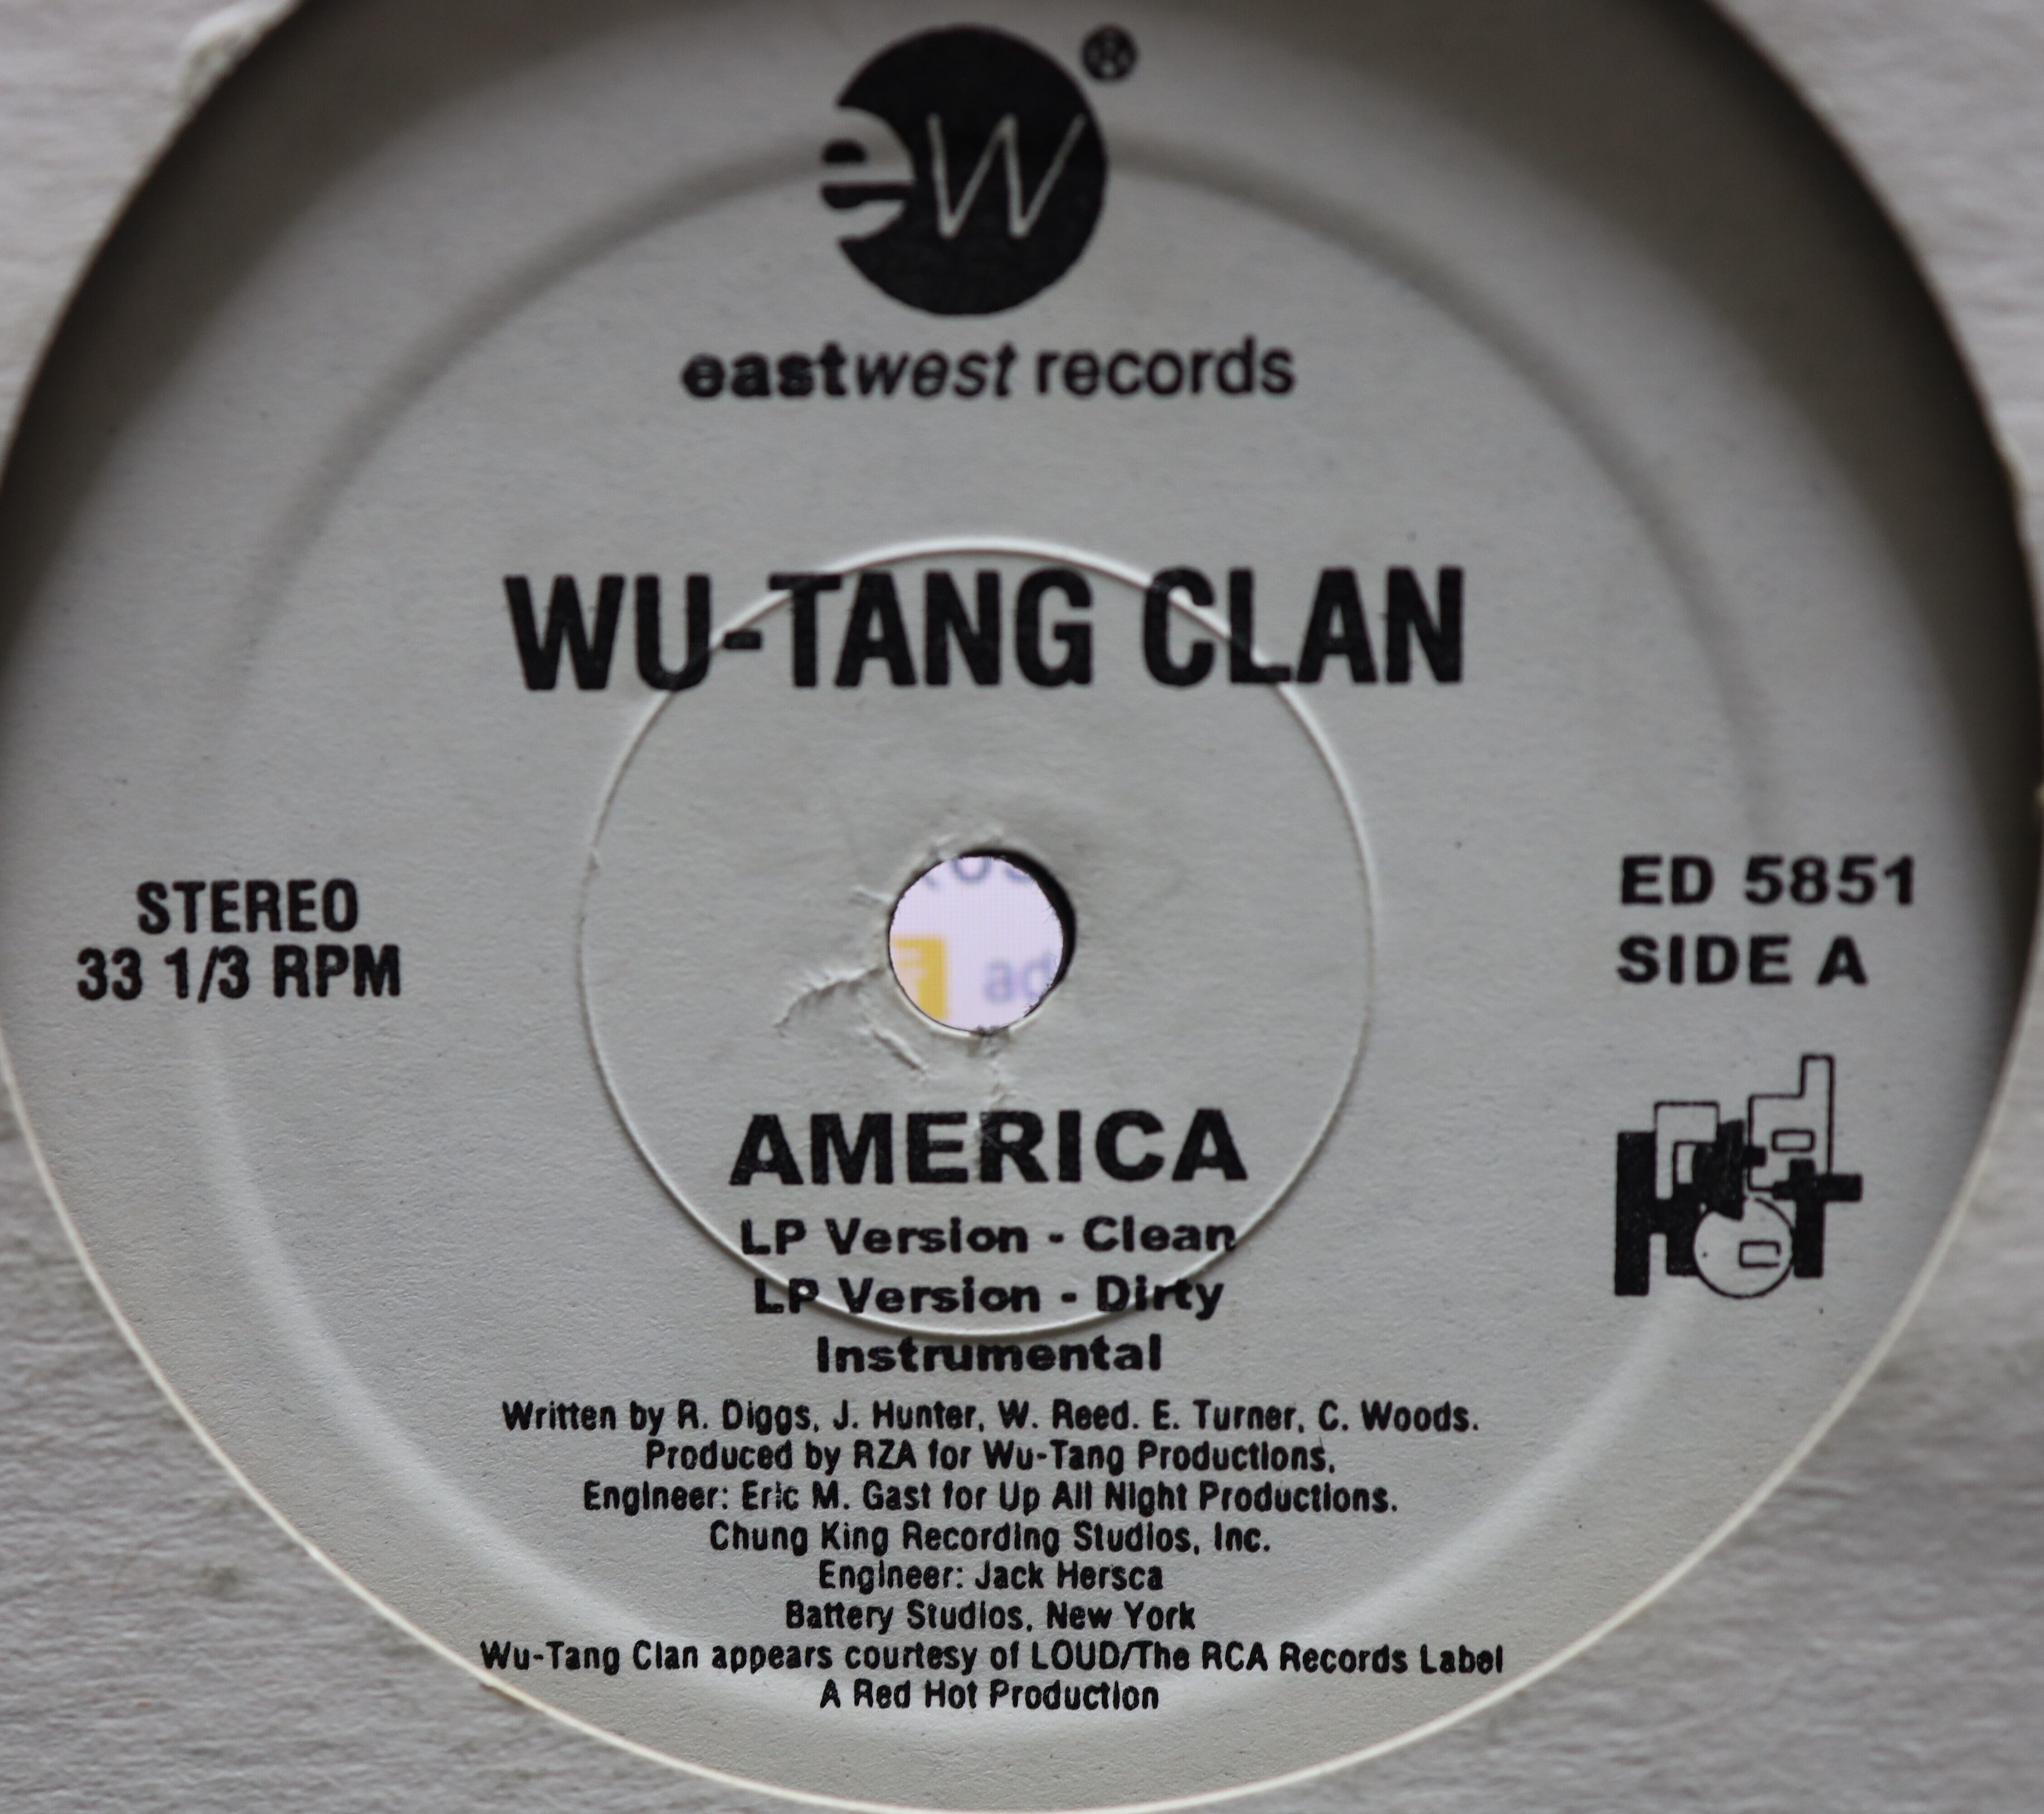 eW®
eastwest records
WU-TANG CLAN
STEREO
33 1/3 RPM
ED 5851
SIDE A
Red
Hot
AMERICA
LP Version - Clean
LP Version - Dirty
Instrumental
Written by R. Diggs, J. Hunter, W. Reed. E. Turner, C. Woods.
Produced by RZA for Wu-Tang Productions,
Engineer: Eric M. Gast for Up All Night Productions.
Chung King Recording Studios, Inc.
Engineer: Jack Hersca
Battery Studios, New York
Wu-Tang Clan appears courtesy of LOUD/The RCA Records Label
A Red Hot Production